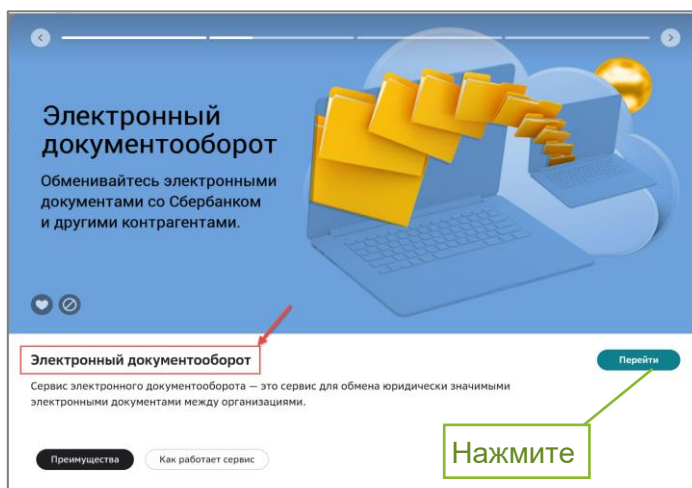 Электронный
документооборот
Обменивайтесь электронными
документами со Сбербанком
и другими контрагентами.
Электронный документооборот
Перейти
Сервис электронного документооборота — это сервис для обмена юридически значимыми
электронными документами между организациями.
Нажмите
Преимущества
Как работает сервис